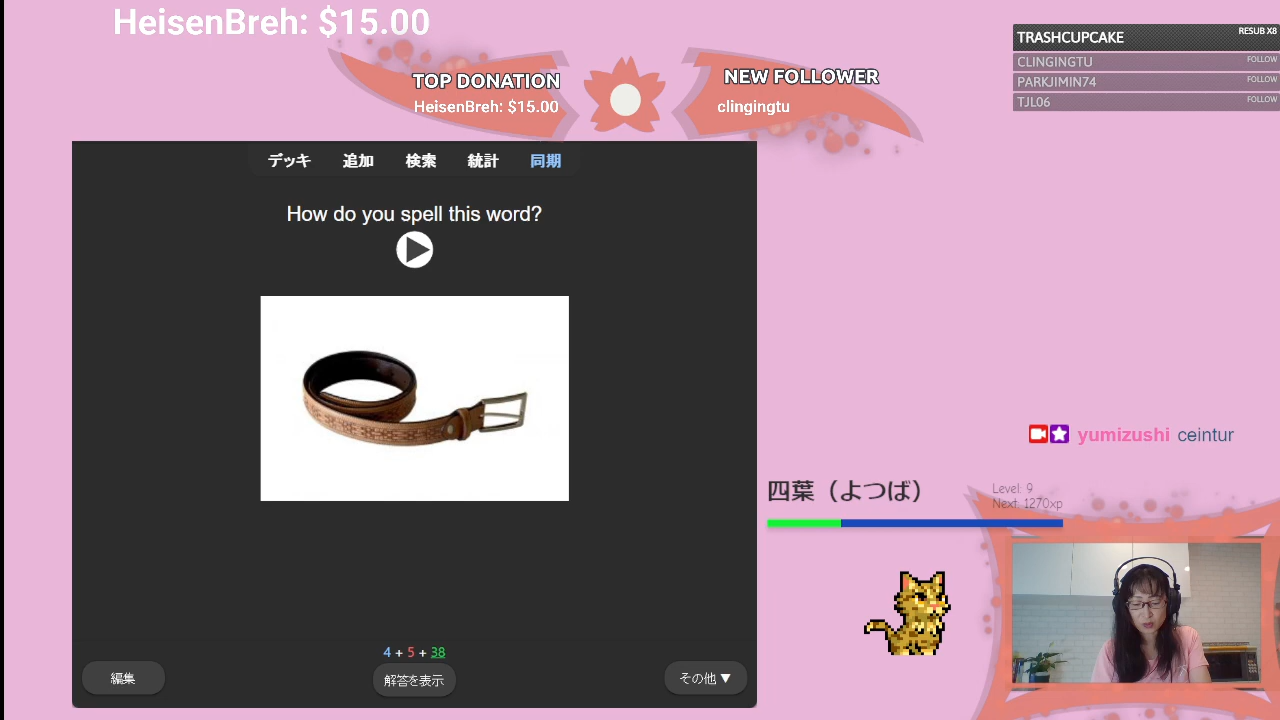 HeisenBreh: $15.00
TOP DONATION
HeisenBreh: $15.00
NEW FOLLOWER
clingingtu
TRASHCUPCAKE RESUB X8
CLINGINGTU FOLLOW
PARKJIMIN74 FOLLOW
TJL06 FOLLOW
デッキ 追加 検索 統計 同期
How do you spell this word?
yumizushi ceintur
四葉（よつば）
Level: 9
Next: 1270xp
4 + 5 + 38
編集 解答を表示 その他 ▼